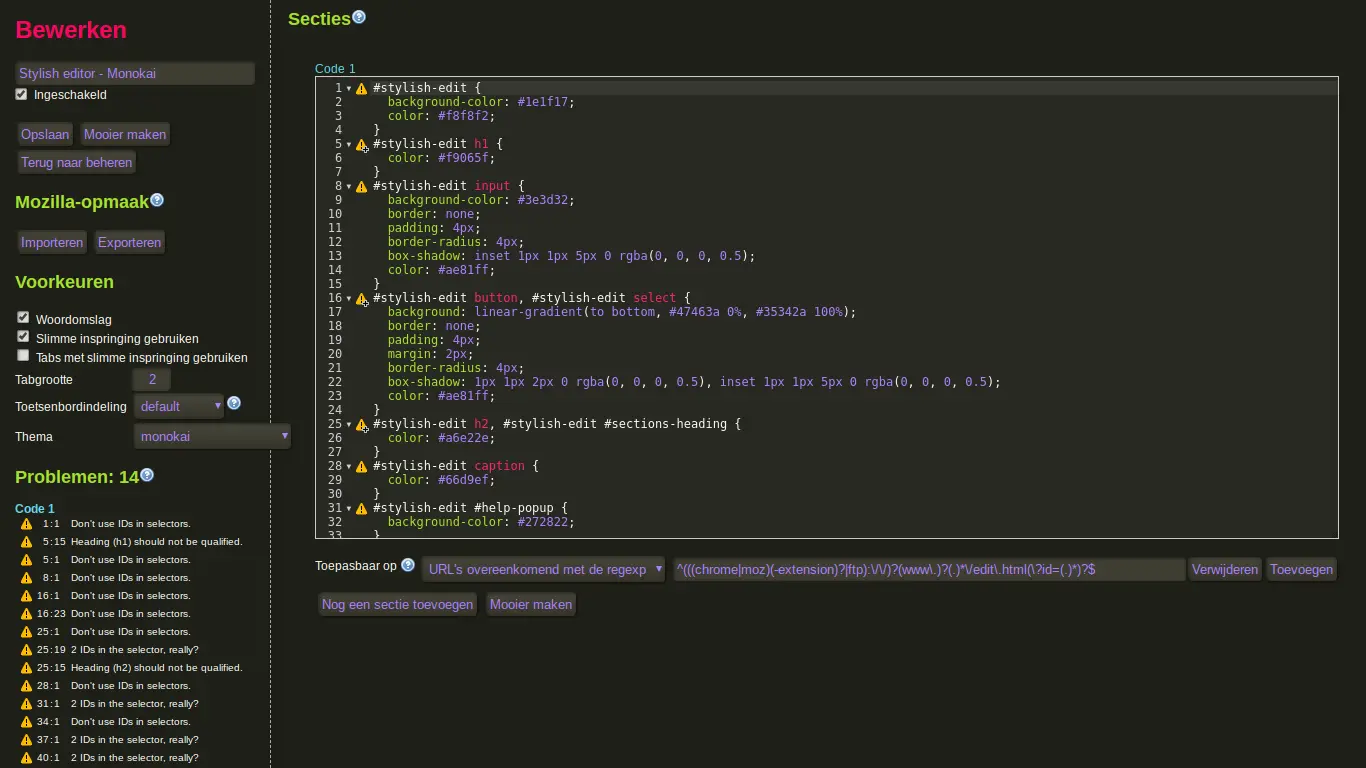 Bewerken
Stylish editor - Monokai
Ingeschakeld
Opslaan Mooier maken
Terug naar beheren
Mozilla-opmaak
Importeren Exporteren
Voorkeuren
Woordomslag
Slimme inspringing gebruiken
Tabs met slimme inspringing gebruiken
Tabgrootte 2
Toetsenbordindeling default
Thema monokai
Problemen: 14
Code 1
1:1 Don't use IDs in selectors.
5:15 Heading (h1) should not be qualified.
5:1 Don't use IDs in selectors.
8:1 Don't use IDs in selectors.
16:1 Don't use IDs in selectors.
16:23 Don't use IDs in selectors.
25:1 Don't use IDs in selectors.
25:19 2 IDs in the selector, really?
25:15 Heading (h2) should not be qualified.
28:1 Don't use IDs in selectors.
31:1 2 IDs in the selector, really?
34:1 Don't use IDs in selectors.
37:1 2 IDs in the selector, really?
40:1 2 IDs in the selector, really?
Secties
Code 1
1 #stylish-edit {
2 background-color: #1e1f17;
3 color: #f8f8f2;
4 }
5 #stylish-edit h1 {
6 color: #f9065f;
7 }
8 #stylish-edit input {
9 background-color: #3e3d32;
10 border: none;
11 padding: 4px;
12 border-radius: 4px;
13 box-shadow: inset 1px 1px 5px 0 rgba(0, 0, 0, 0.5);
14 color: #ae81ff;
15 }
16 #stylish-edit button, #stylish-edit select {
17 background: linear-gradient(to bottom, #47463a 0%, #35342a 100%);
18 border: none;
19 padding: 4px;
20 margin: 2px;
21 border-radius: 4px;
22 box-shadow: 1px 1px 2px 0 rgba(0, 0, 0, 0.5), inset 1px 1px 5px 0 rgba(0, 0, 0, 0.5);
23 color: #ae81ff;
24 }
25 #stylish-edit h2, #stylish-edit #sections-heading {
26 color: #a6e22e;
27 }
28 #stylish-edit caption {
29 color: #66d9ef;
30 }
31 #stylish-edit #help-popup {
32 background-color: #272822;
33 }
Toepasbaar op URL's overeenkomend met de regexp ^(((chrome|moz)(-extension)?|ftp):\/\/)?(www\.)?(.)*\/edit\.html(\?id=(.)*)?$ Verwijderen Toevoegen
Nog een sectie toevoegen Mooier maken